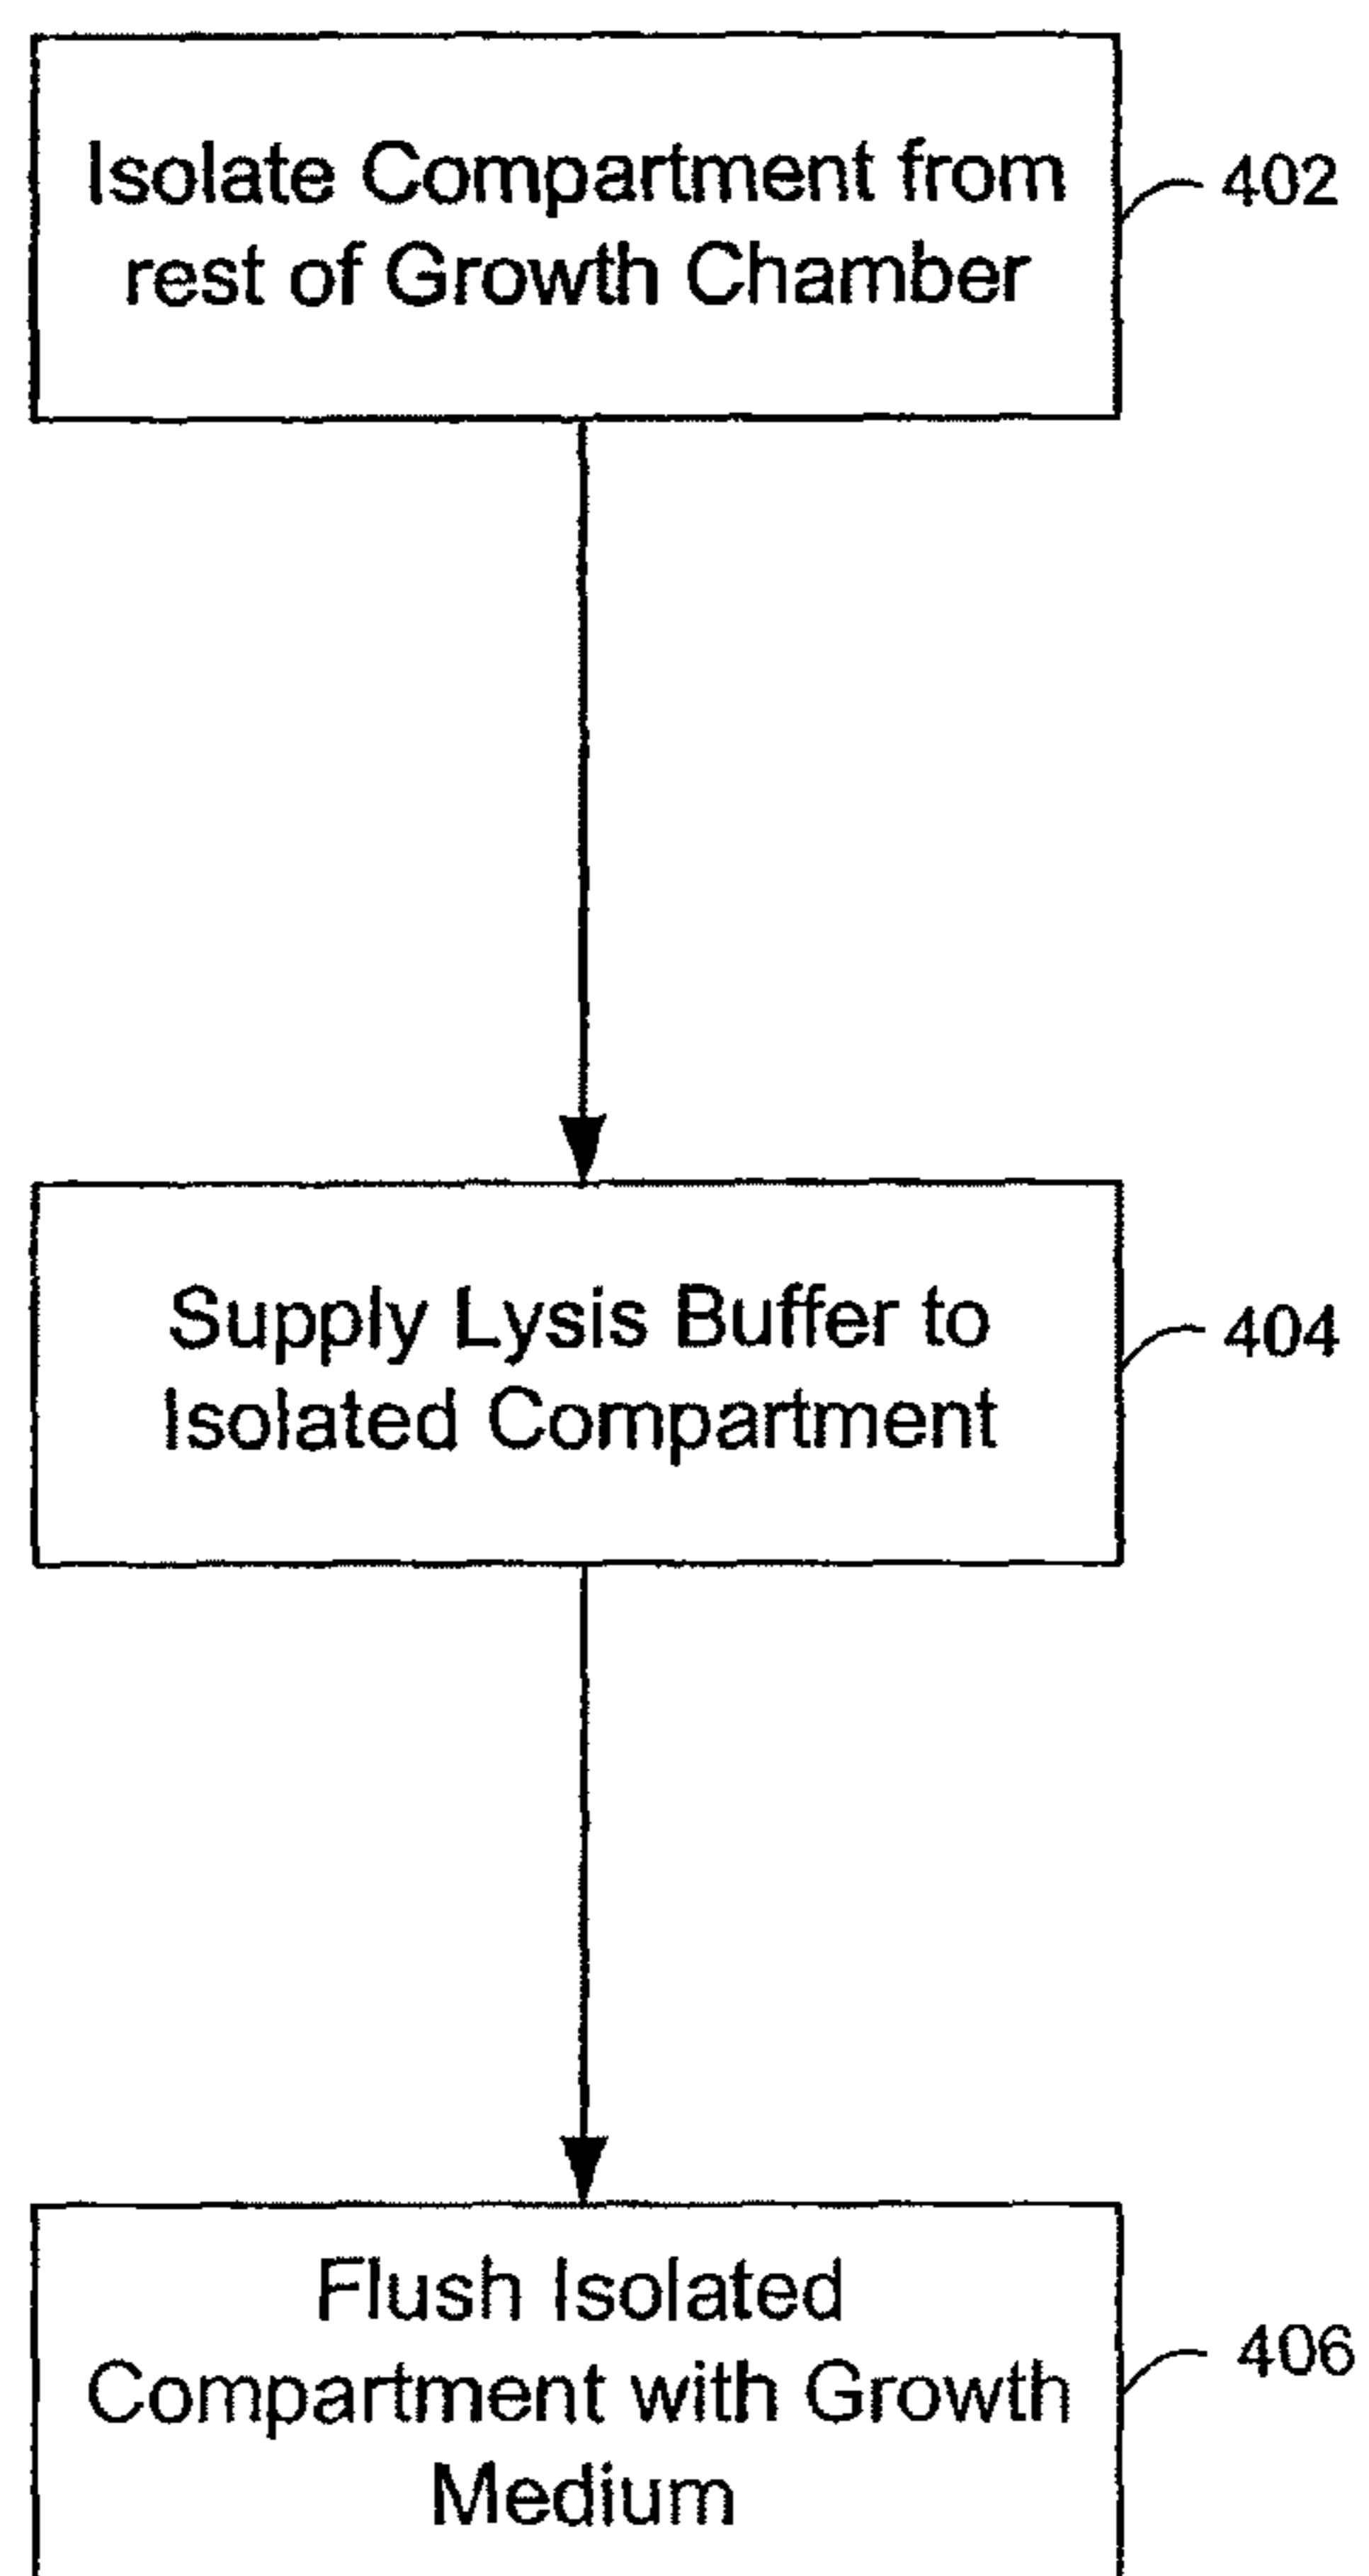 Isolate Compartment from
rest of Growth Chamber
402
Supply Lysis Buffer to
Isolated Compartment
404
Flush Isolated
Compartment with Growth
Medium
406